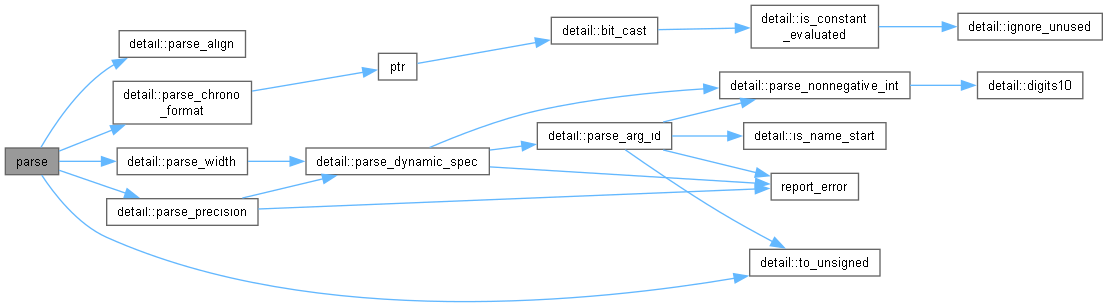 parse
detail::parse_align
detail::parse_chrono
_format
detail::parse_width
detail::parse_precision
ptr
detail::parse_dynamic_spec
detail::bit_cast
detail::parse_arg_id
detail::is_constant
_evaluated
detail::parse_nonnegative_int
detail::is_name_start
report_error
detail::to_unsigned
detail::ignore_unused
detail::digits10